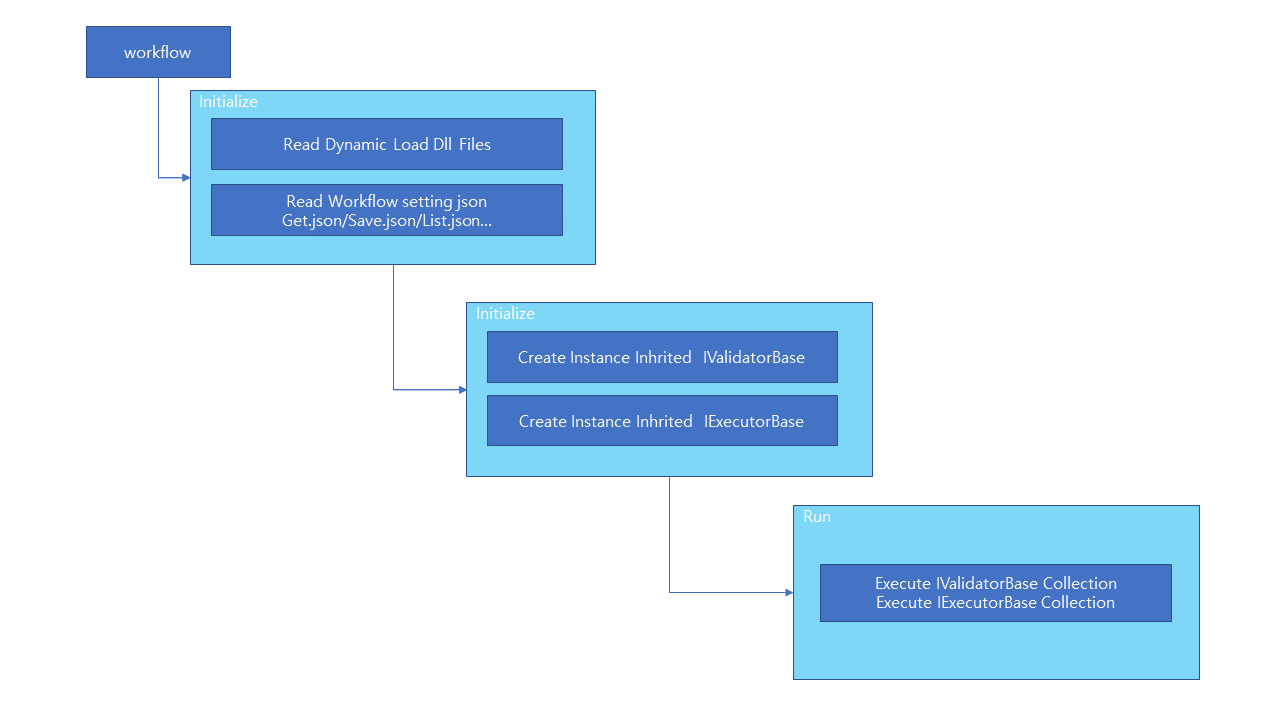 workflow
Initialize
Read Dynamic Load Dll Files
Read Workflow setting json
Get.json/Save.json/List.json...
Initialize
Create Instance Inhrited IValidatorBase
Create Instance Inhrited IExecutorBase
Run
Execute IValidatorBase Collection
Execute IExecutorBase Collection